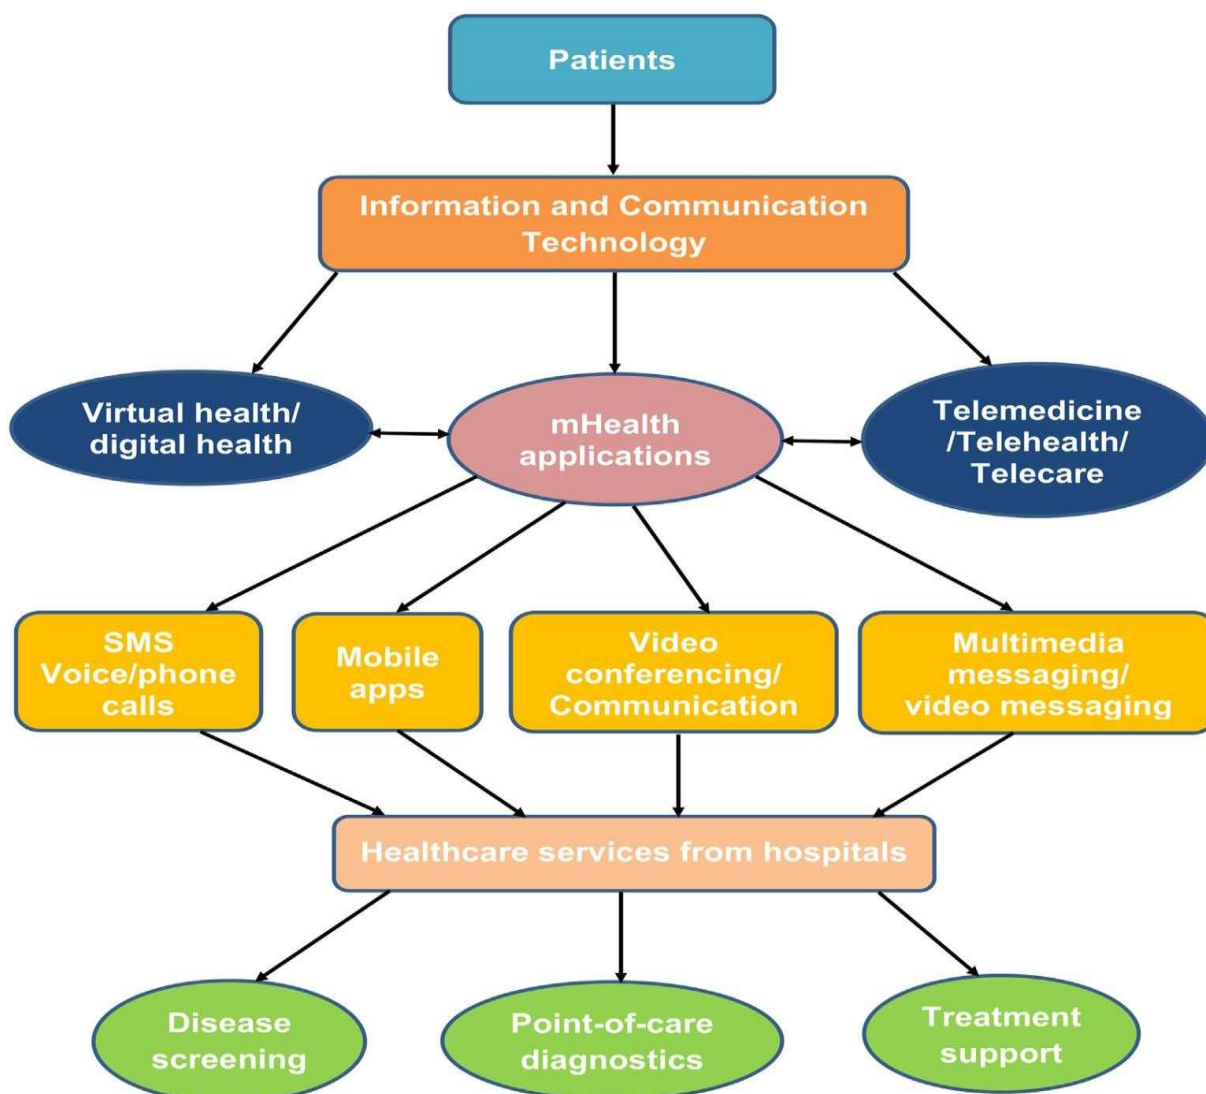 Patients
Information and Communication
Technology
Virtual health/
digital health
mHealth
applications
Telemedicine
/Telehealth/
Telecare
SMS
Voice/phone
calls
Mobile
apps
Video
conferencing/
Communication
Multimedia
messaging/
video messaging
Healthcare services from hospitals
Disease
screening
Point-of-care
diagnostics
Treatment
support